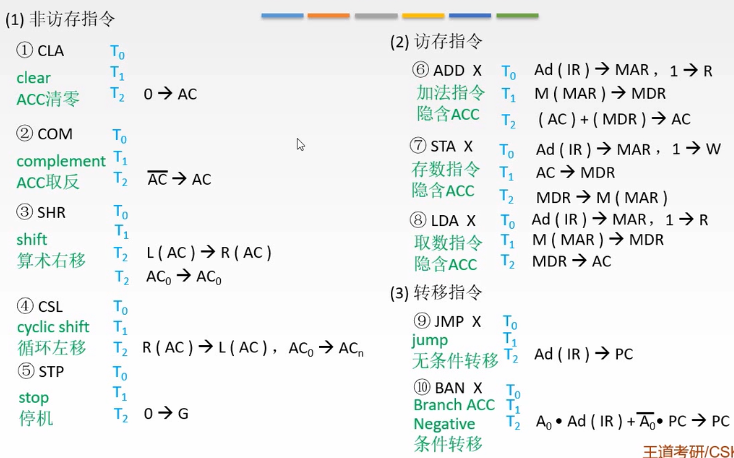 (1) 非访存指令
① CLA T₀
clear T₁
ACC清零 T₂ 0 → AC
② COM T₀
complement T₁
ACC取反 T₂ A̅C̅ → AC
③ SHR T₀
shift T₁
算术右移 T₂ L ( AC ) → R ( AC )
T₂ AC₀ → AC₀
④ CSL T₀
cyclic shift T₁
循环左移 T₂ R ( AC ) → L ( AC ) ， AC₀ → ACₙ
⑤ STP T₀
stop T₁
停机 T₂ 0 → G
(2) 访存指令
⑥ ADD X T₀ Ad ( IR ) → MAR ，1 → R
加法指令 T₁ M ( MAR ) → MDR
隐含ACC T₂ ( AC ) + ( MDR ) → AC
⑦ STA X T₀ Ad ( IR ) → MAR ，1 → W
存数指令 T₁ AC → MDR
隐含ACC T₂ MDR → M ( MAR )
⑧ LDA X T₀ Ad ( IR ) → MAR，1 → R
取数指令 T₁ M ( MAR ) → MDR
隐含ACC T₂ MDR → AC
(3) 转移指令
⑨ JMP X T₀
jump T₁
无条件转移 T₂ Ad ( IR ) → PC
⑩ BAN X T₀
Branch ACC T₁
Negative T₂ A₀ • Ad ( IR ) + A̅₀ • PC → PC
条件转移
王道考研/CSK